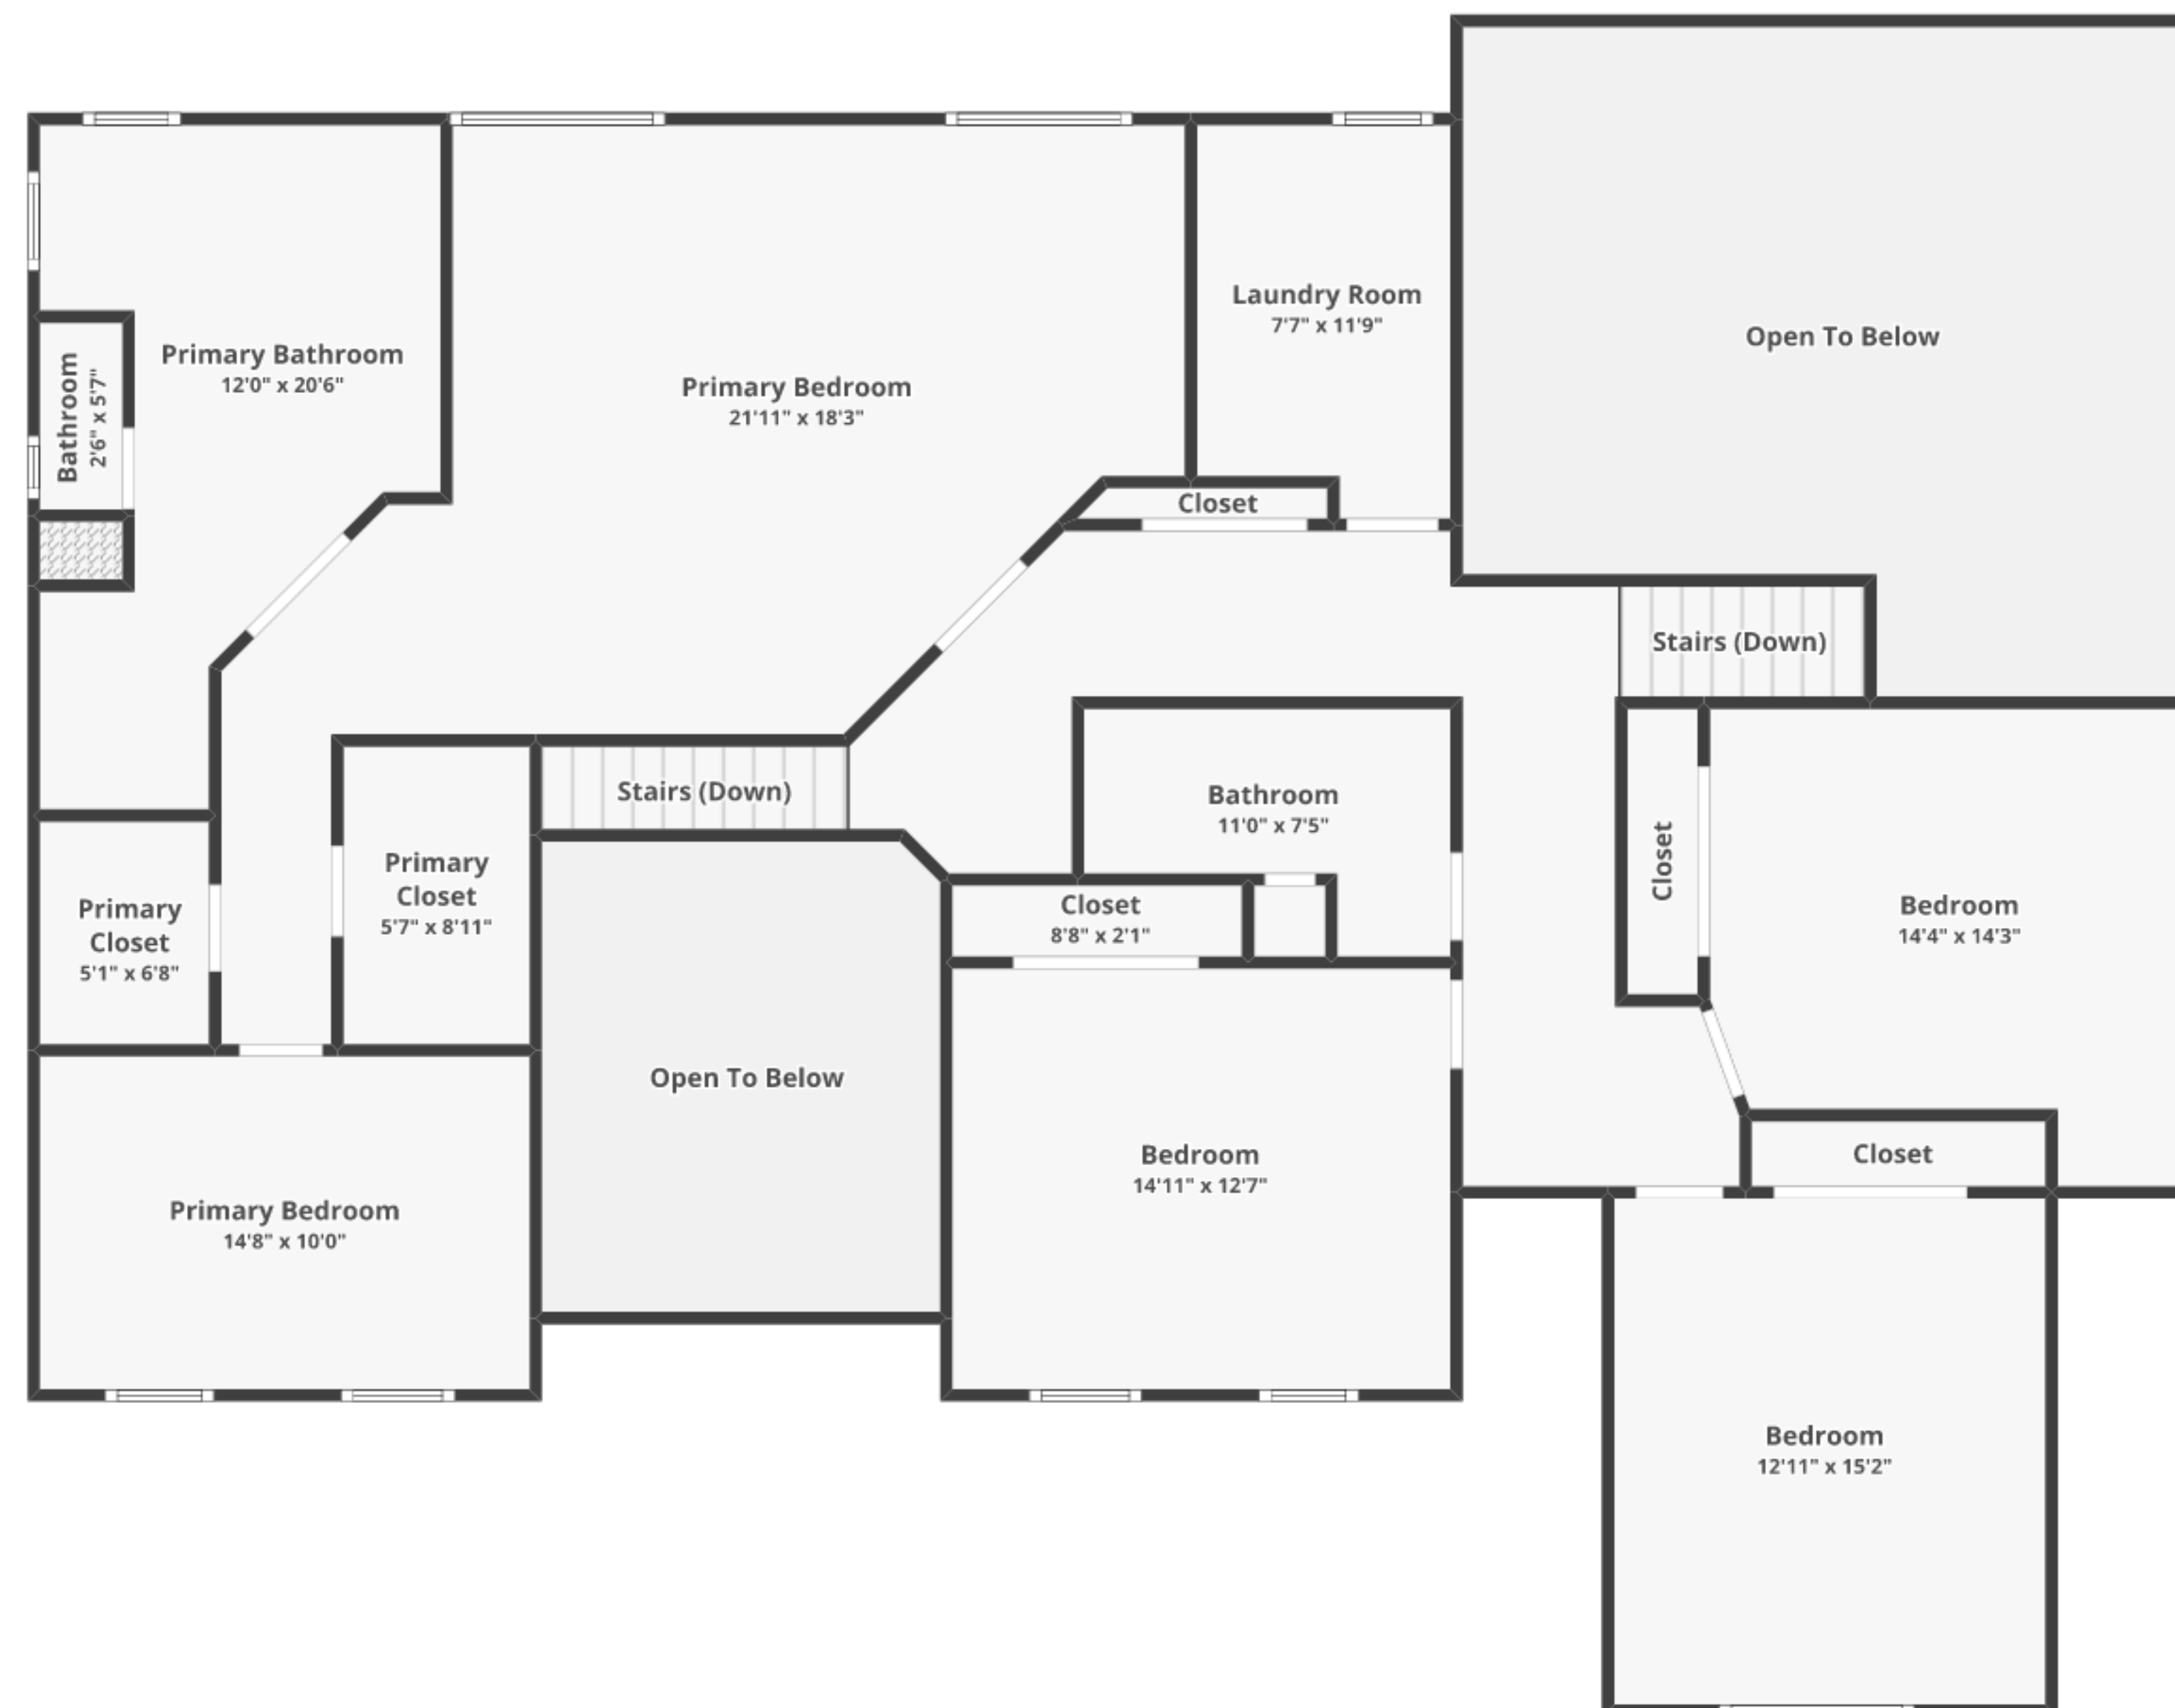 Open To Below
Laundry Room
7'7" x 11'9"
Primary Bathroom
12'0" x 20'6"
Bathroom
2'6" x 5'7"
Primary Bedroom
21'11" x 18'3"
Closet
Stairs (Down)
Stairs (Down)
Bathroom
11'0" x 7'5"
Primary
Closet
5'7" x 8'11"
Closet
Primary
Closet
5'1" x 6'8"
Closet
8'8" x 2'1"
Bedroom
14'4" x 14'3"
Open To Below
Bedroom
14'11" x 12'7"
Closet
Primary Bedroom
14'8" x 10'0"
Bedroom
12'11" x 15'2"